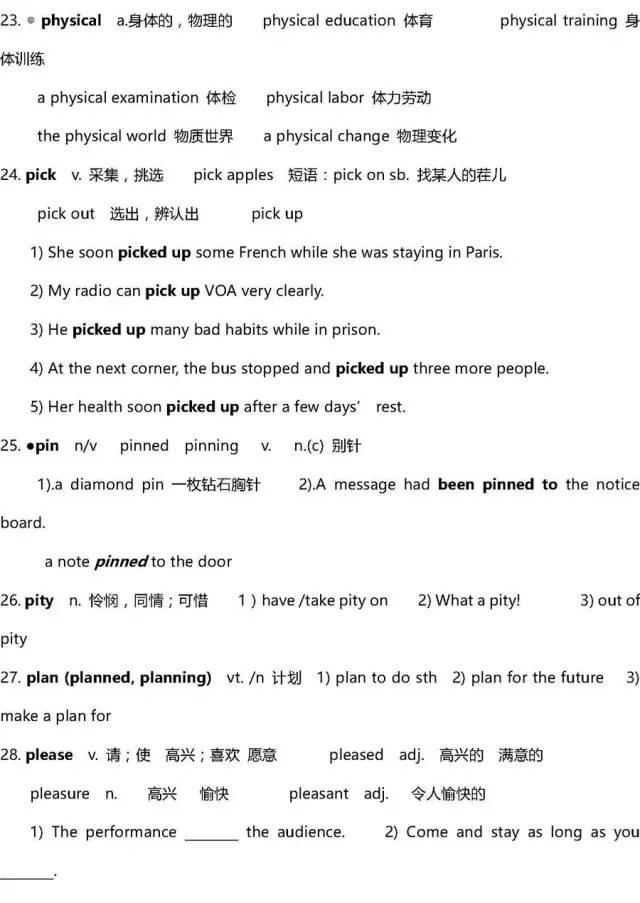 23. ⊙ physical a.身体的，物理的 physical education 体育 physical training 身
体训练
a physical examination 体检 physical labor 体力劳动
the physical world 物质世界 a physical change 物理变化
24. pick v. 采集，挑选 pick apples 短语：pick on sb. 找某人的茬儿
pick out 选出，辨认出 pick up
1) She soon picked up some French while she was staying in Paris.
2) My radio can pick up VOA very clearly.
3) He picked up many bad habits while in prison.
4) At the next corner, the bus stopped and picked up three more people.
5) Her health soon picked up after a few days’ rest.
25. ●pin n/v pinned pinning v. n.(c) 别针
1).a diamond pin 一枚钻石胸针 2).A message had been pinned to the notice
board.
a note pinned to the door
26. pity n. 怜悯，同情；可惜 1）have /take pity on 2) What a pity! 3) out of
pity
27. plan (planned, planning) vt. /n 计划 1) plan to do sth 2) plan for the future 3)
make a plan for
28. please v. 请；使 高兴；喜欢 愿意 pleased adj. 高兴的 满意的
pleasure n. 高兴 愉快 pleasant adj. 令人愉快的
1) The performance _______ the audience. 2) Come and stay as long as you
_______.